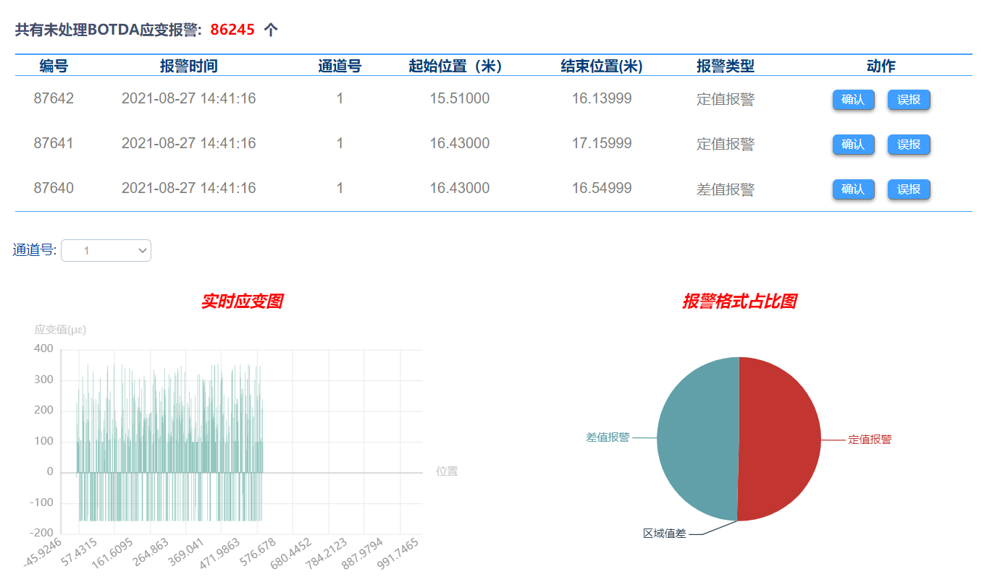 共有未处理BOTDA应变报警: 86245 个
编号 报警时间 通道号 起始位置（米） 结束位置(米) 报警类型 动作
87642 2021-08-27 14:41:16 1 15.51000 16.13999 定值报警 确认 误报
87641 2021-08-27 14:41:16 1 16.43000 17.15999 定值报警 确认 误报
87640 2021-08-27 14:41:16 1 16.43000 16.54999 差值报警 确认 误报
通道号: 1
实时应变图
应变值(με)
400
300
200
100
0
-100
-200
位置
-45.9246 57.4315 161.6095 264.863 369.041 471.9863 576.678 680.4452 784.2123 887.9794 991.7465
报警格式占比图
差值报警
定值报警
区域值差